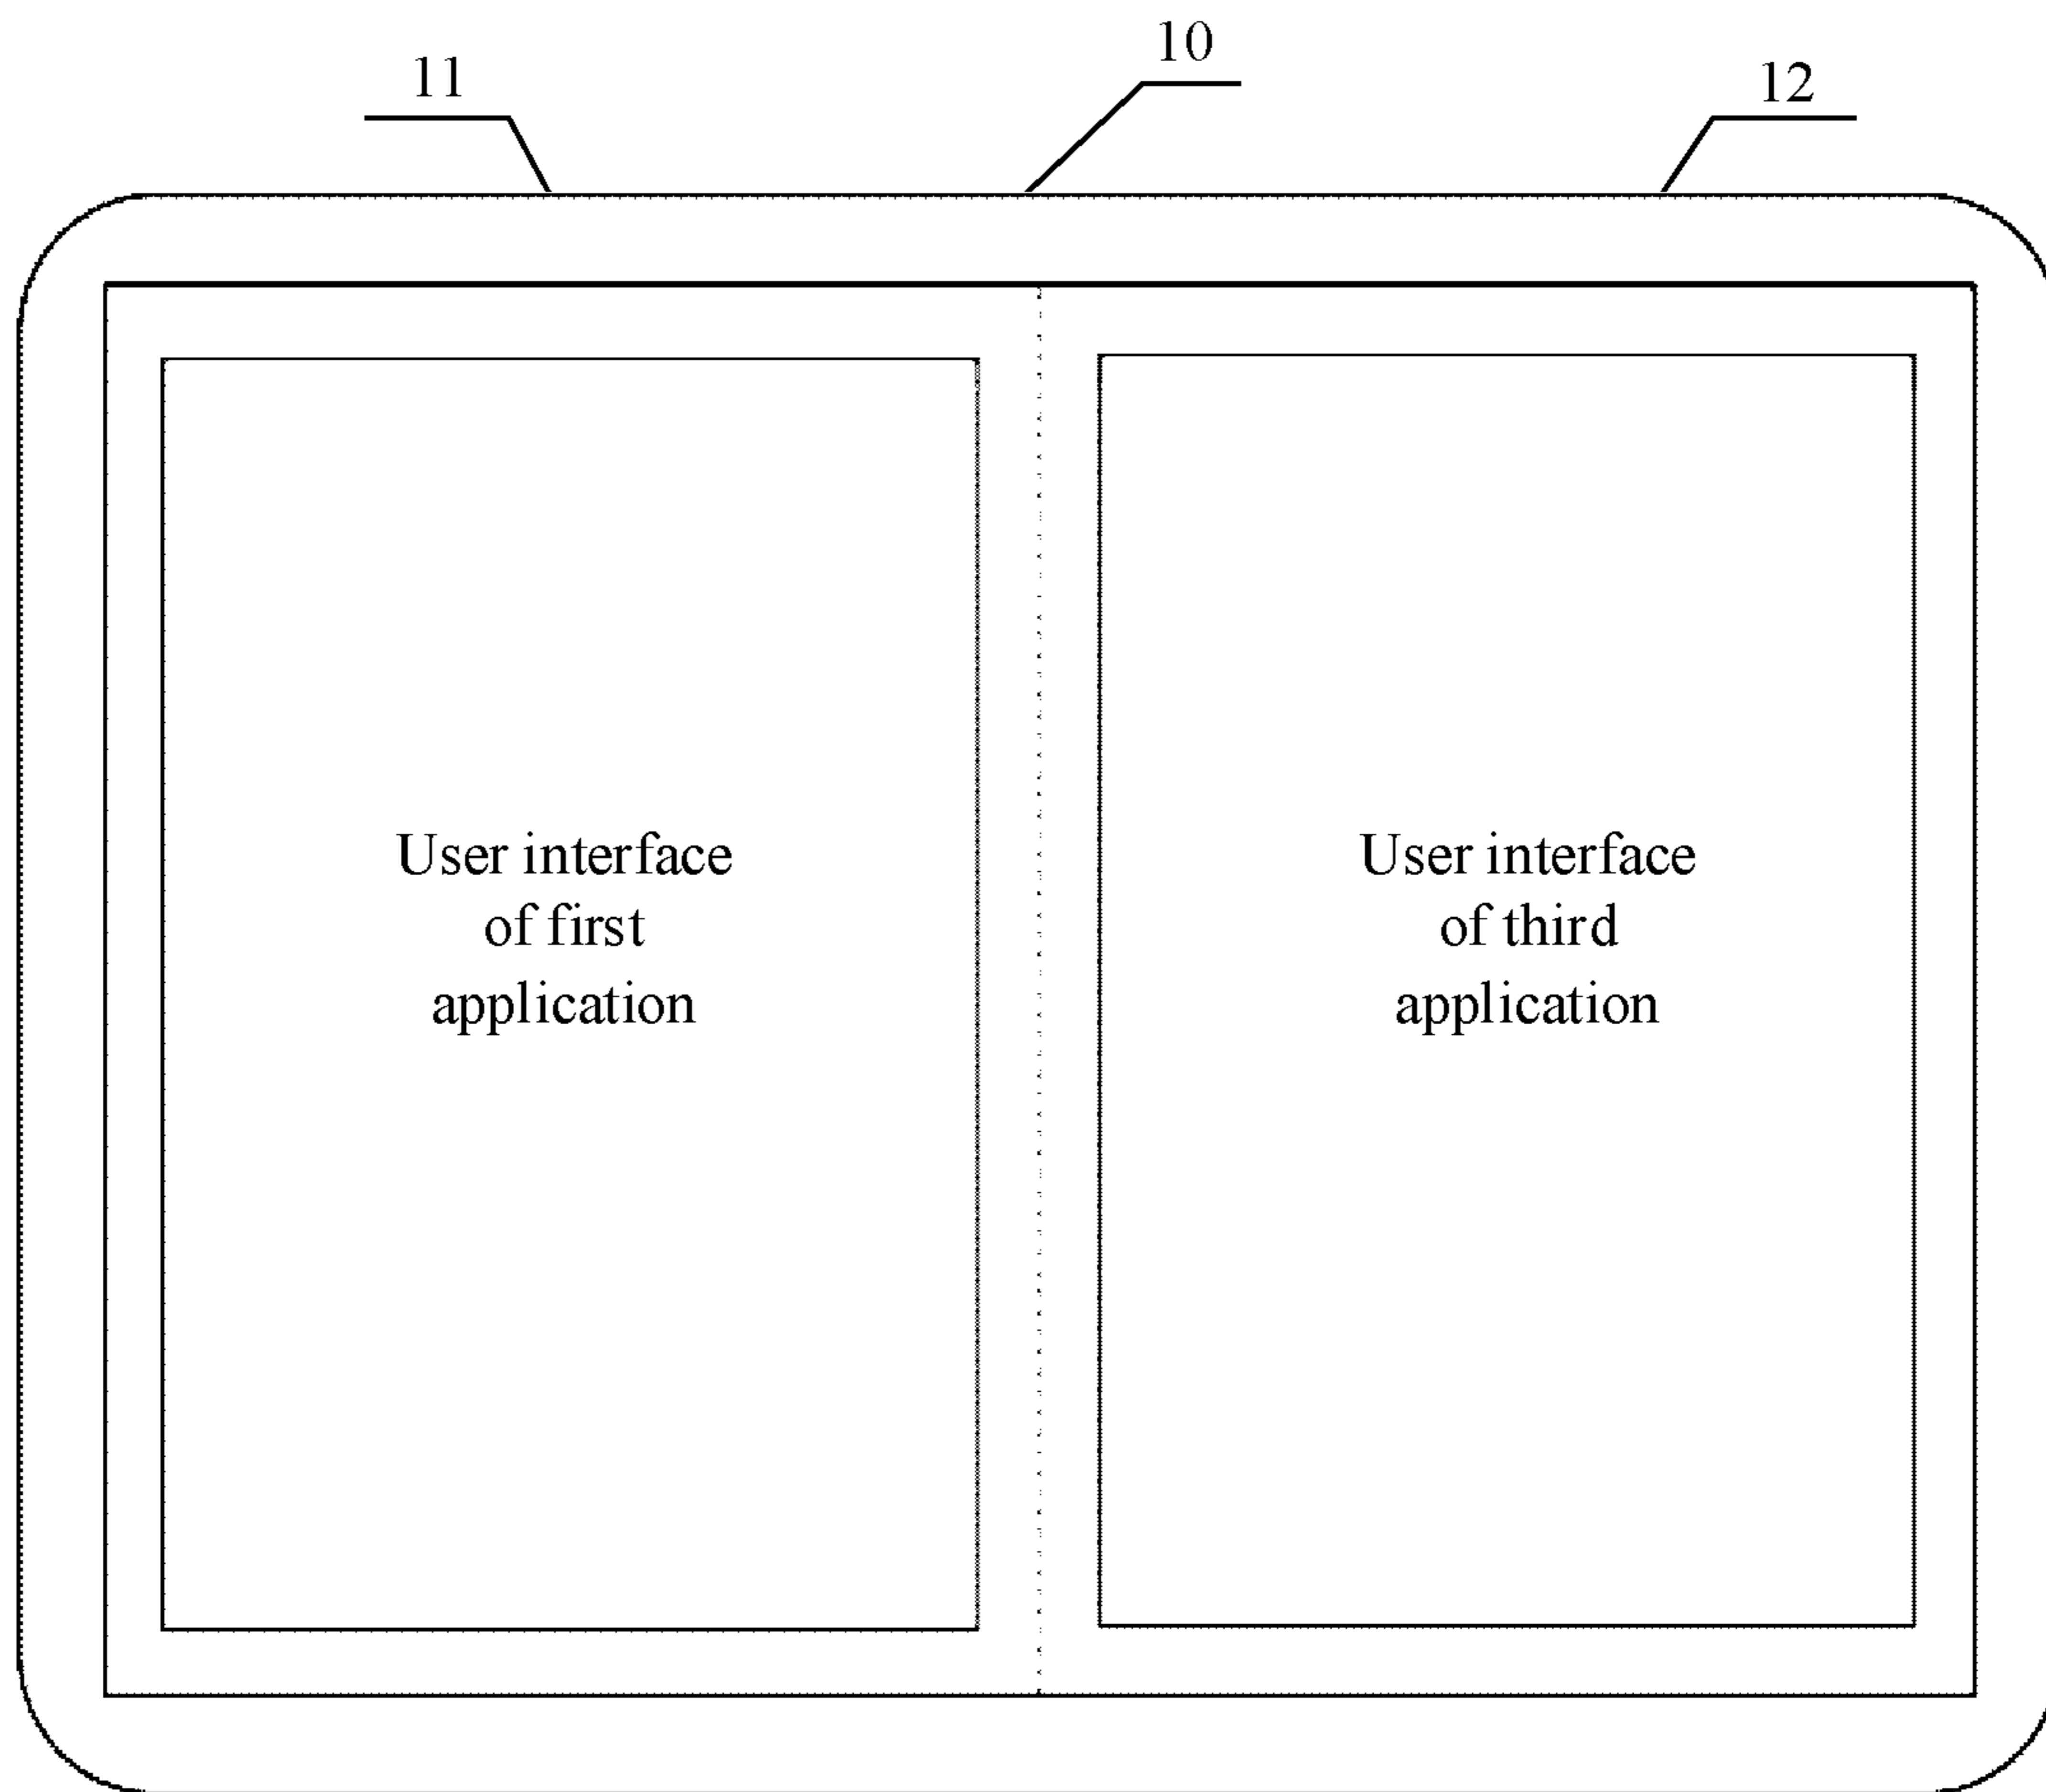 10
11
12
User interface
of first
application
User interface
of third
application